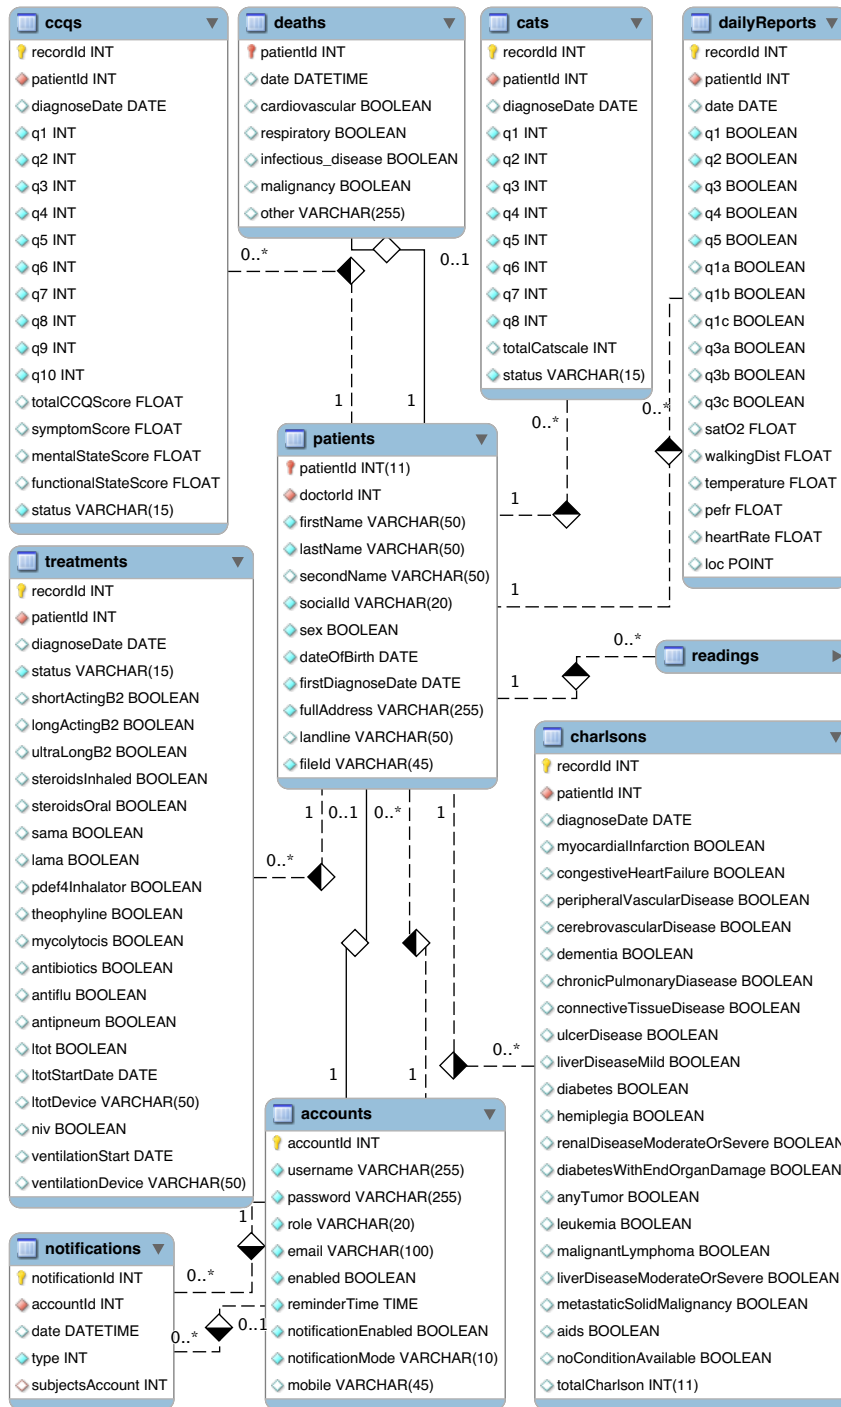 ccqs
recordId INT
patientId INT
diagnoseDate DATE
q1 INT
q2 INT
q3 INT
q4 INT
q5 INT
q6 INT
q7 INT
q8 INT
q9 INT
q10 INT
totalCCQScore FLOAT
symptomScore FLOAT
mentalStateScore FLOAT
functionalStateScore FLOAT
status VARCHAR(15)
deaths
patientId INT
date DATETIME
cardiovascular BOOLEAN
respiratory BOOLEAN
infectious_disease BOOLEAN
malignancy BOOLEAN
other VARCHAR(255)
cats
recordId INT
patientId INT
diagnoseDate DATE
q1 INT
q2 INT
q3 INT
q4 INT
q5 INT
q6 INT
q7 INT
q8 INT
totalCatscale INT
status VARCHAR(15)
dailyReports
recordId INT
patientId INT
date DATE
q1 BOOLEAN
q2 BOOLEAN
q3 BOOLEAN
q4 BOOLEAN
q5 BOOLEAN
q1a BOOLEAN
q1b BOOLEAN
q1c BOOLEAN
q3a BOOLEAN
q3b BOOLEAN
q3c BOOLEAN
satO2 FLOAT
walkingDist FLOAT
temperature FLOAT
pefr FLOAT
heartRate FLOAT
loc POINT
0..*
0..1
1
1
0..*
0..*
patients
patientId INT(11)
doctorId INT
firstName VARCHAR(50)
lastName VARCHAR(50)
secondName VARCHAR(50)
socialId VARCHAR(20)
sex BOOLEAN
dateOfBirth DATE
firstDiagnoseDate DATE
fullAddress VARCHAR(255)
landline VARCHAR(50)
fileId VARCHAR(45)
1
1
0..*
1
readings
treatments
recordId INT
patientId INT
diagnoseDate DATE
status VARCHAR(15)
shortActingB2 BOOLEAN
longActingB2 BOOLEAN
ultraLongB2 BOOLEAN
steroidsInhaled BOOLEAN
steroidsOral BOOLEAN
sama BOOLEAN
lama BOOLEAN
pdef4Inhalator BOOLEAN
theophyline BOOLEAN
mycolytocis BOOLEAN
antibiotics BOOLEAN
antiflu BOOLEAN
antipneum BOOLEAN
ltot BOOLEAN
ltotStartDate DATE
ltotDevice VARCHAR(50)
niv BOOLEAN
ventilationStart DATE
ventilationDevice VARCHAR(50)
1
0..1
0..*
1
0..*
0..*
1
1
charlsons
recordId INT
patientId INT
diagnoseDate DATE
myocardialInfarction BOOLEAN
congestiveHeartFailure BOOLEAN
peripheralVascularDisease BOOLEAN
cerebrovascularDisease BOOLEAN
dementia BOOLEAN
chronicPulmonaryDiasease BOOLEAN
connectiveTissueDisease BOOLEAN
ulcerDisease BOOLEAN
liverDiseaseMild BOOLEAN
diabetes BOOLEAN
hemiplegia BOOLEAN
renalDiseaseModerateOrSevere BOOLEAN
diabetesWithEndOrganDamage BOOLEAN
anyTumor BOOLEAN
leukemia BOOLEAN
malignantLymphoma BOOLEAN
liverDiseaseModerateOrSevere BOOLEAN
metastaticSolidMalignancy BOOLEAN
aids BOOLEAN
noConditionAvailable BOOLEAN
totalCharlson INT(11)
accounts
accountId INT
username VARCHAR(255)
password VARCHAR(255)
role VARCHAR(20)
email VARCHAR(100)
enabled BOOLEAN
reminderTime TIME
notificationEnabled BOOLEAN
notificationMode VARCHAR(10)
mobile VARCHAR(45)
1
0..*
0..1
0..*
notifications
notificationId INT
accountId INT
date DATETIME
type INT
subjectsAccount INT